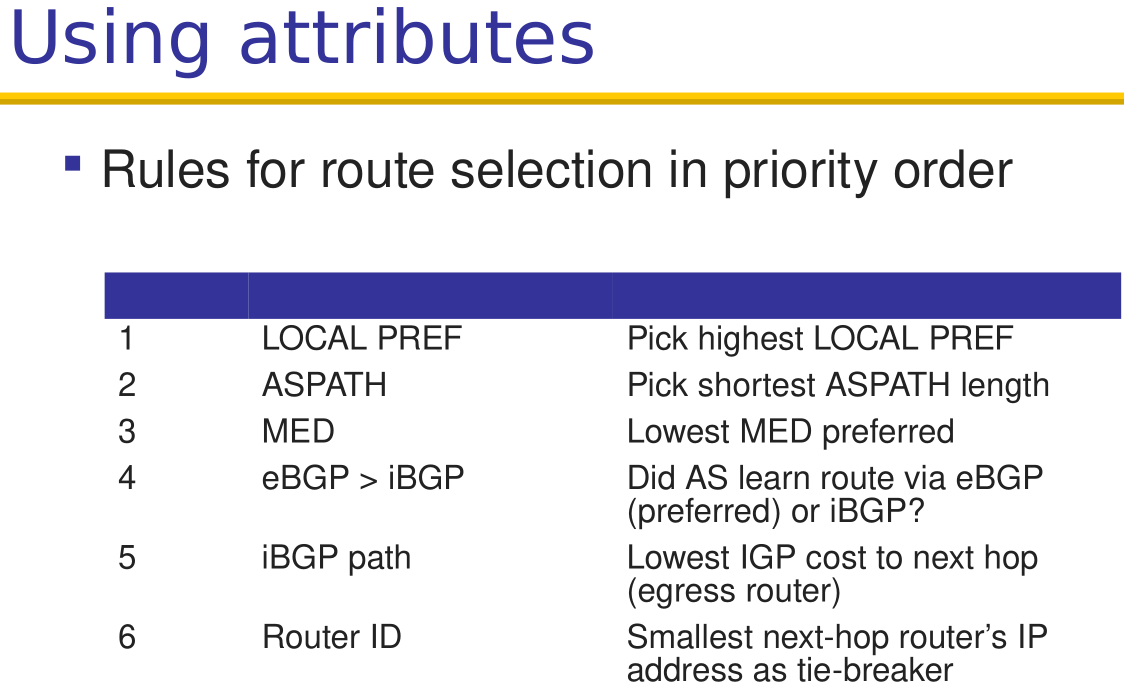 Using attributes
Rules for route selection in priority order
1 LOCAL PREF Pick highest LOCAL PREF
2 ASPATH Pick shortest ASPATH length
3 MED Lowest MED preferred
4 eBGP > iBGP Did AS learn route via eBGP
(preferred) or iBGP?
5 iBGP path Lowest IGP cost to next hop
(egress router)
6 Router ID Smallest next-hop router’s IP
address as tie-breaker